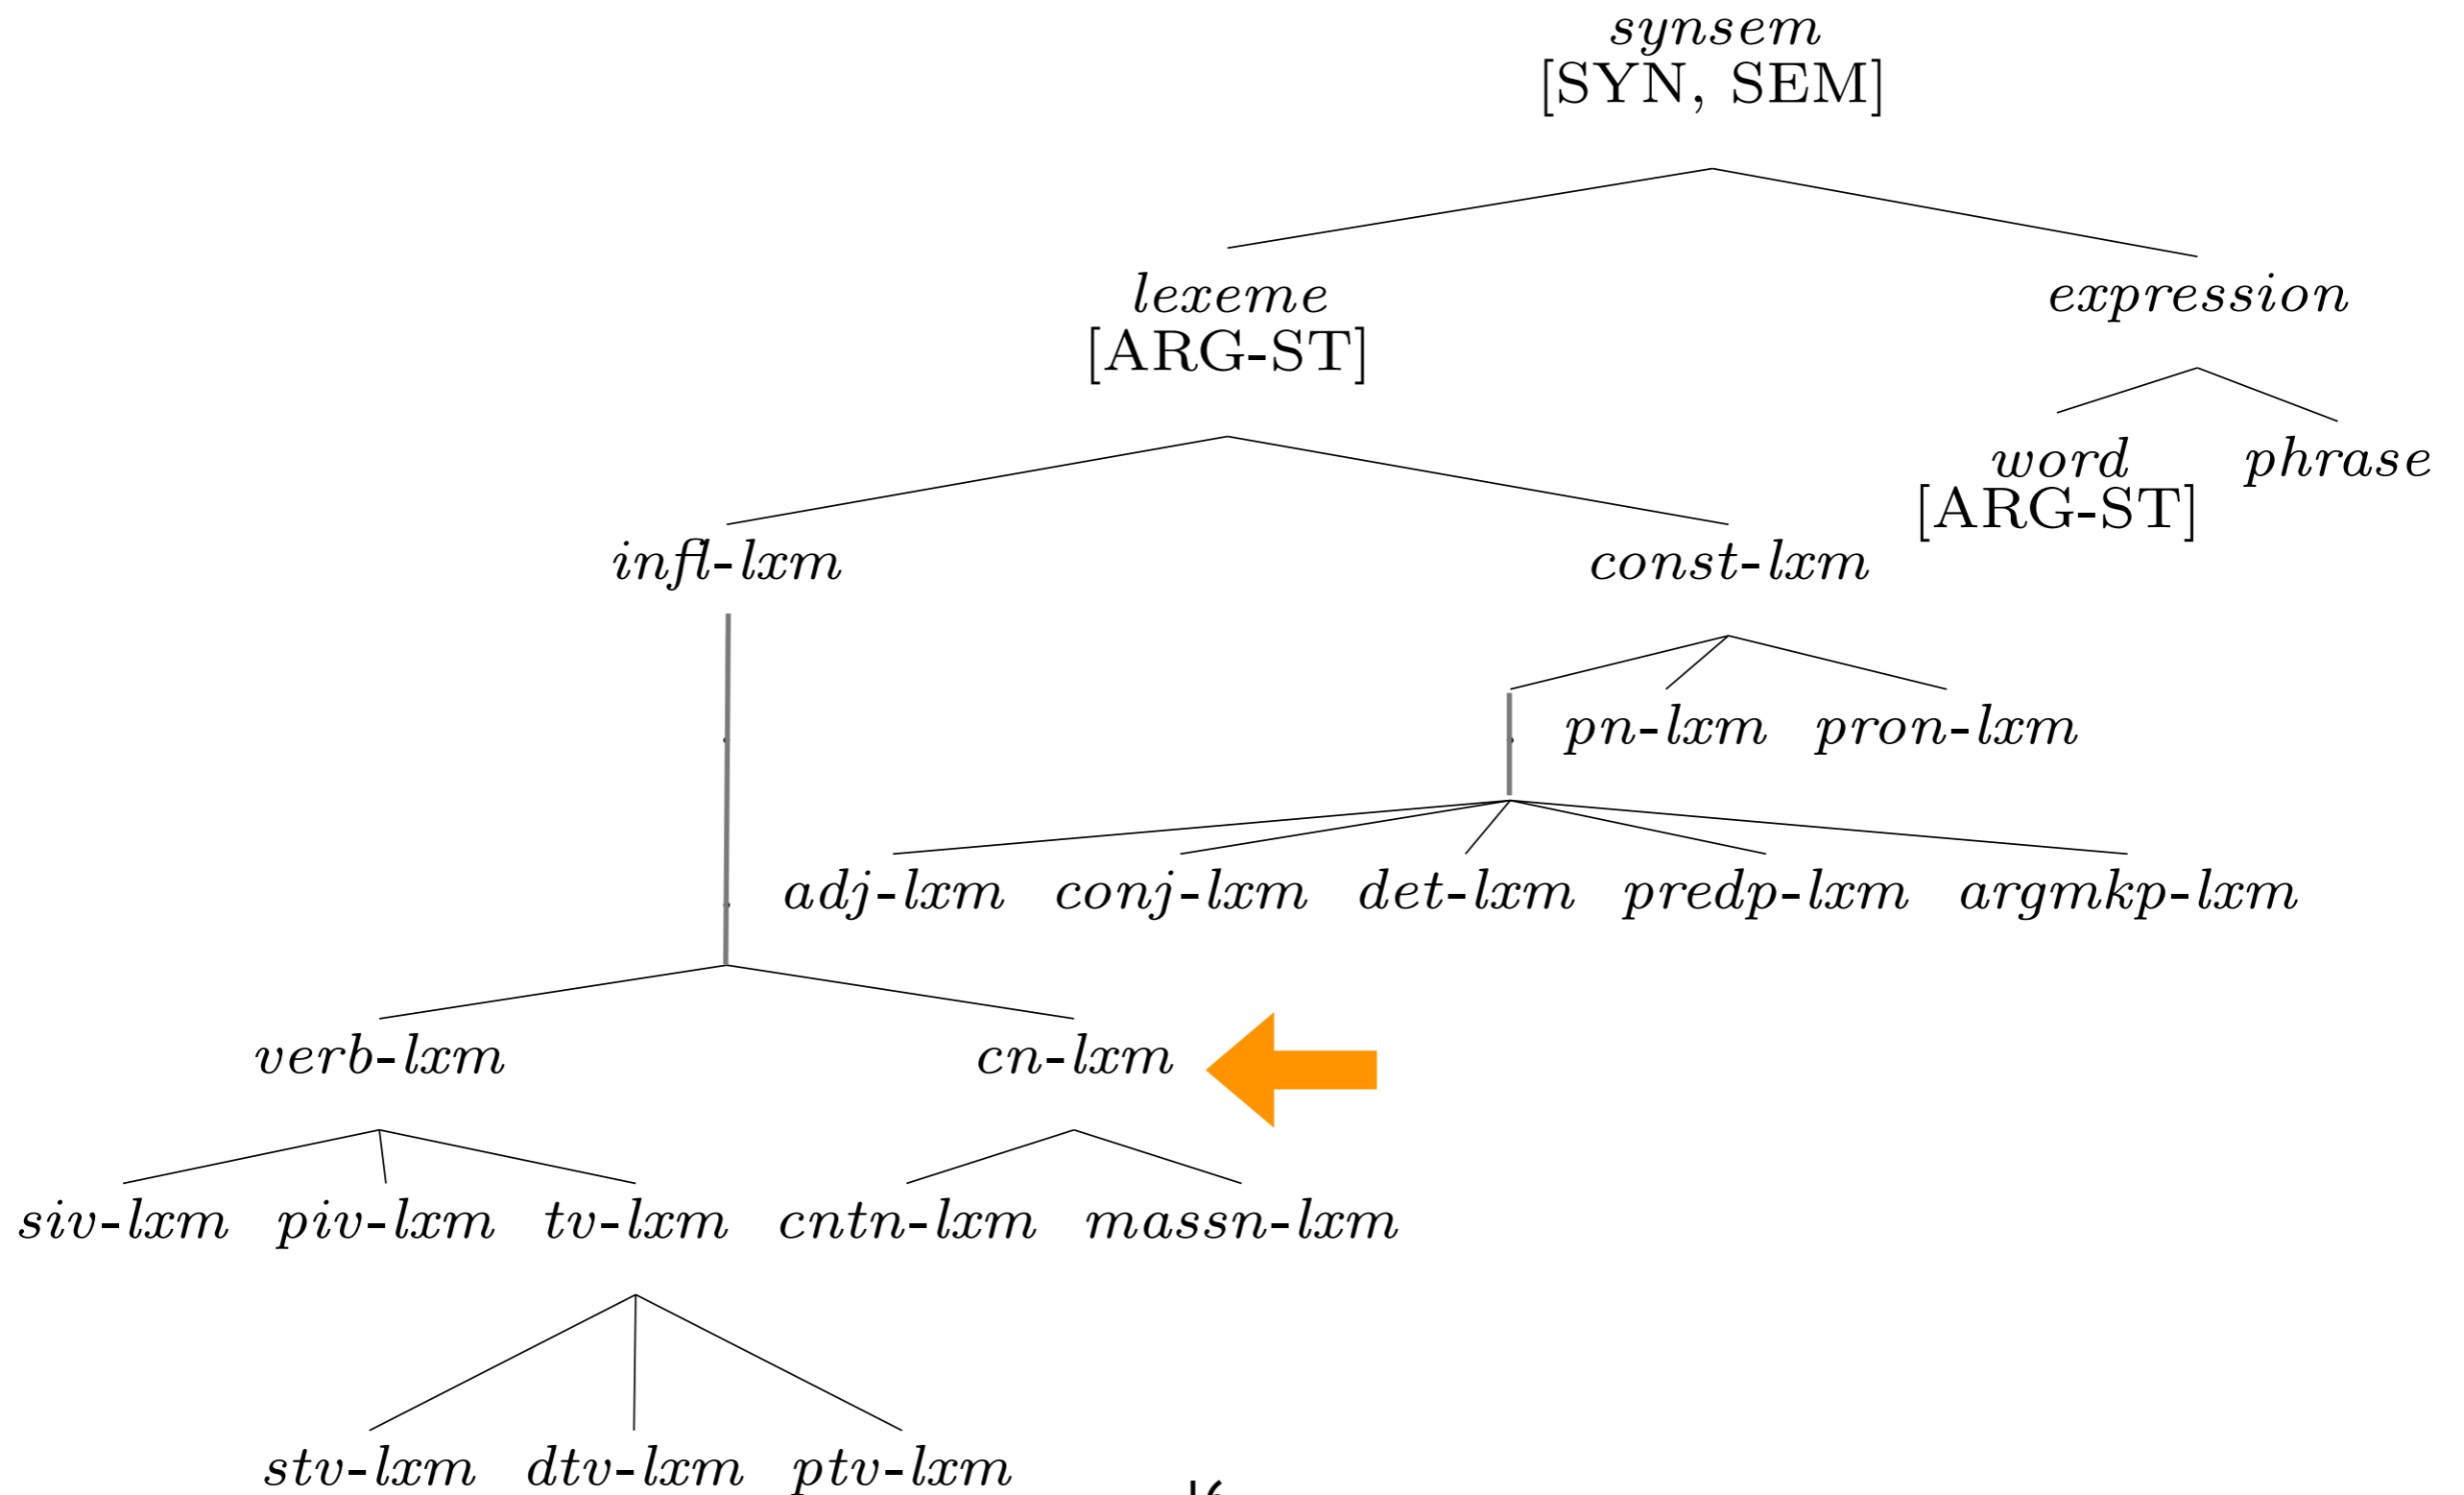 synsem
[SYN, SEM]
lexeme
[ARG-ST]
expression
word
[ARG-ST]
phrase
infl-lxm
const-lxm
pn-lxm pron-lxm
adj-lxm conj-lxm det-lxm predp-lxm argmkp-lxm
verb-lxm cn-lxm
siv-lxm piv-lxm tv-lxm cntn-lxm massn-lxm
stv-lxm dtv-lxm ptv-lxm